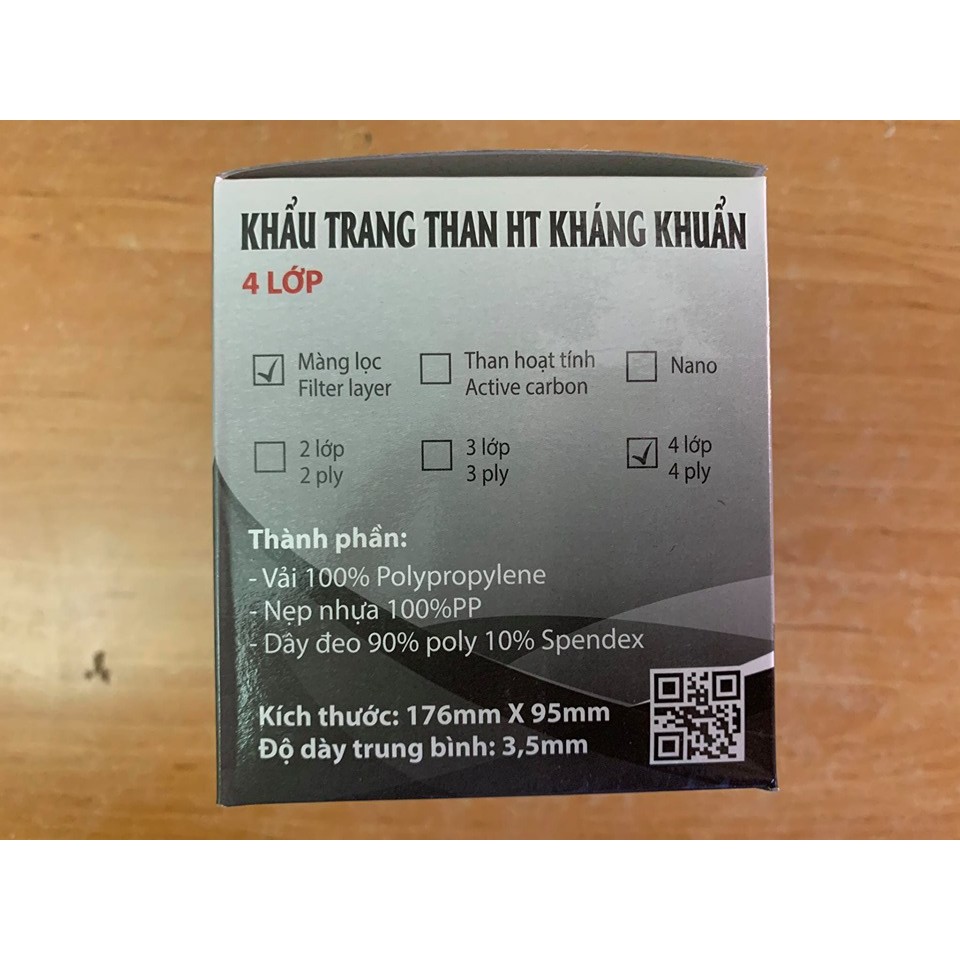 KHẨU TRANG THAN HT KHÁNG KHUẨN
4 LỚP
Màng lọc
Filter layer
Than hoạt tính
Active carbon
Nano
2 lớp
2 ply
3 lớp
3 ply
4 lớp
4 ply
Thành phần:
- Vải 100% Polypropylene
- Nẹp nhựa 100%PP
- Dây đeo 90% poly 10% Spendex
Kích thước: 176mm X 95mm
Độ dày trung bình: 3,5mm